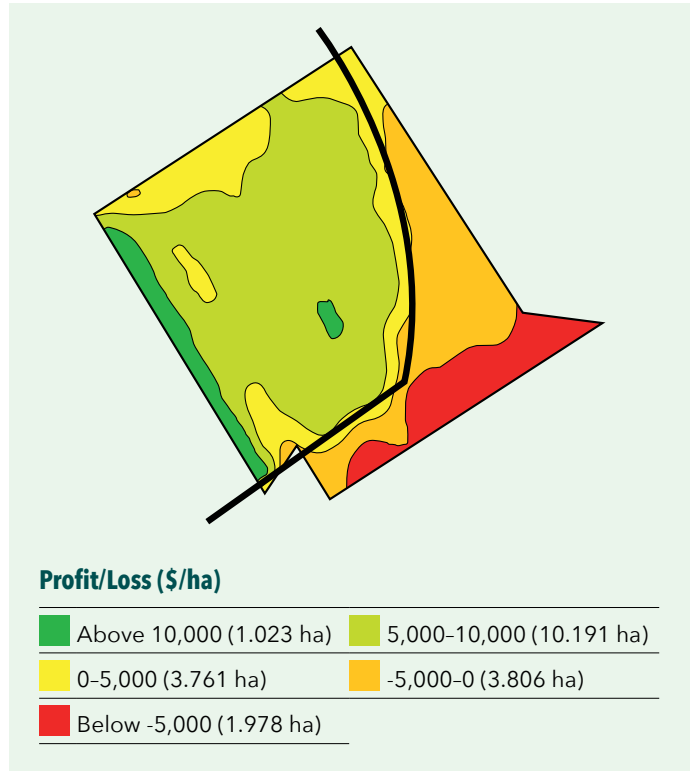 Profit/Loss ($/ha)
Above 10,000 (1.023 ha) 5,000–10,000 (10.191 ha)
0–5,000 (3.761 ha) -5,000–0 (3.806 ha)
Below -5,000 (1.978 ha)